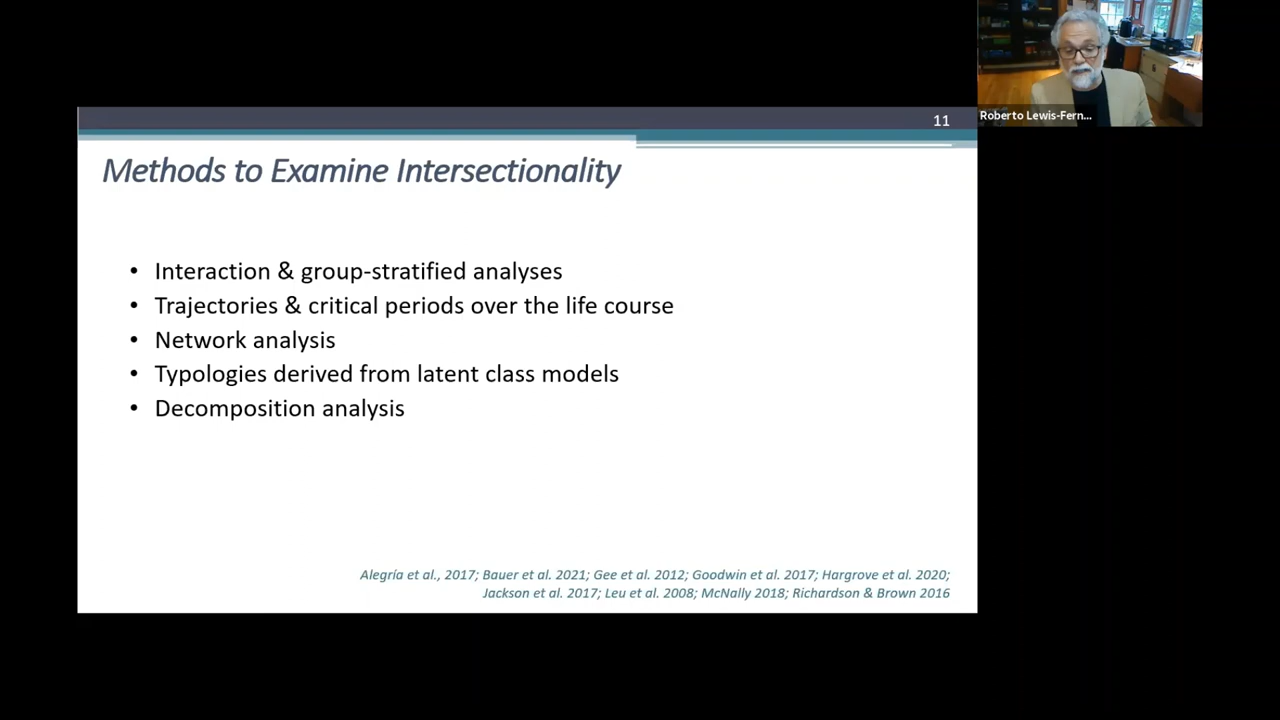 Roberto Lewis-Fern...
11
Methods to Examine Intersectionality
• Interaction & group-stratified analyses
• Trajectories & critical periods over the life course
• Network analysis
• Typologies derived from latent class models
• Decomposition analysis
Alegría et al., 2017; Bauer et al. 2021; Gee et al. 2012; Goodwin et al. 2017; Hargrove et al. 2020;
Jackson et al. 2017; Leu et al. 2008; McNally 2018; Richardson & Brown 2016